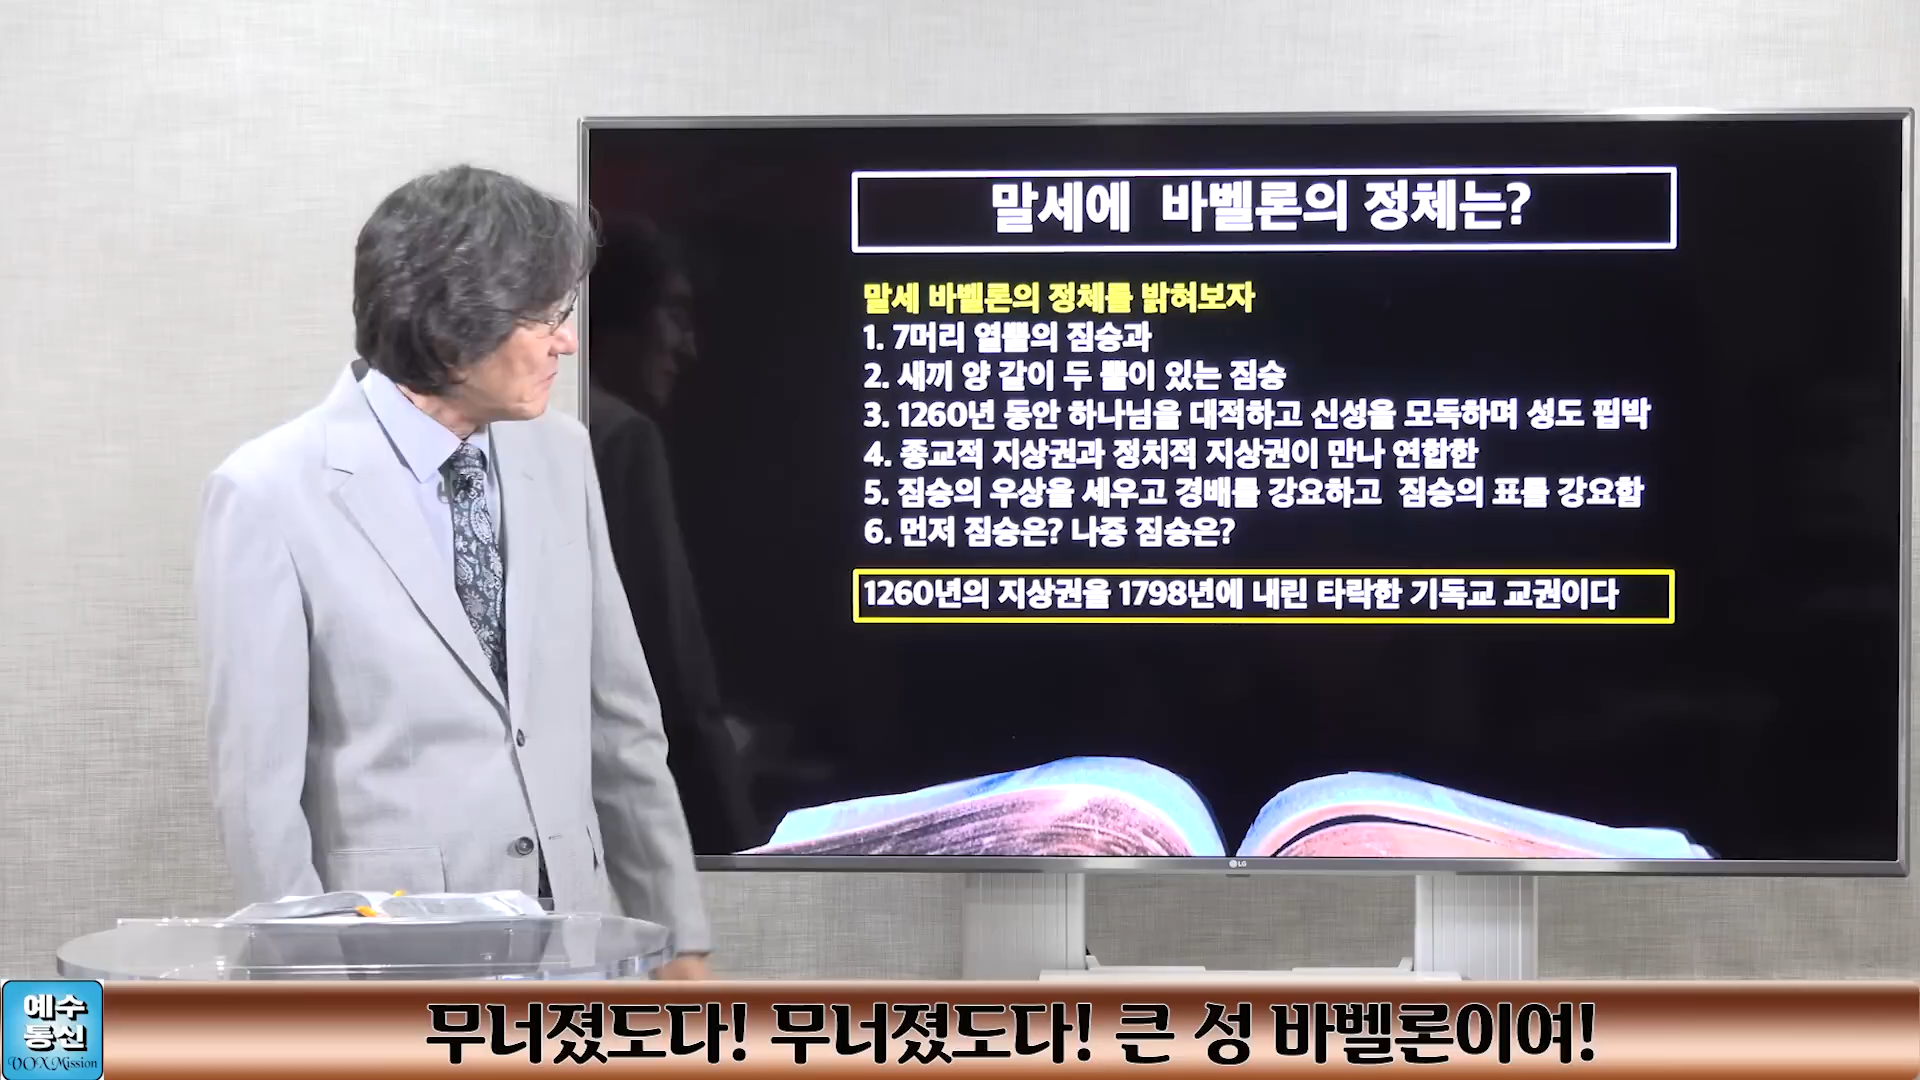 말세에 바벨론의 정체는?
말세 바벨론의 정체를 밝혀보자
1. 7머리 열뿔의 짐승과
2. 새끼 양 같이 두 뿔이 있는 짐승
3. 1260년 동안 하나님을 대적하고 신성을 모독하며 성도 핍박
4. 종교적 지상권과 정치적 지상권이 만나 연합한
5. 짐승의 우상을 세우고 경배를 강요하고 짐승의 표를 강요함
6. 먼저 짐승은? 나중 짐승은?
1260년의 지상권을 1798년에 내린 타락한 기독교 교권이다
LG
예수
통신
VOX Mission
무너졌도다! 무너졌도다! 큰 성 바벨론이여!